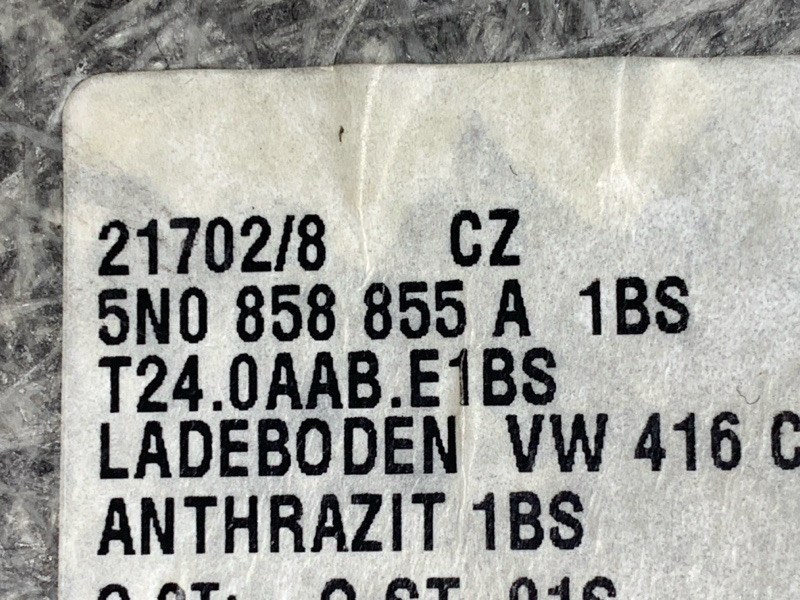 21702/8 CZ
5N0 858 855 A 1BS
T24.0AAB.E1BS
LADEBODEN VW 416 C
ANTHRAZIT 1BS